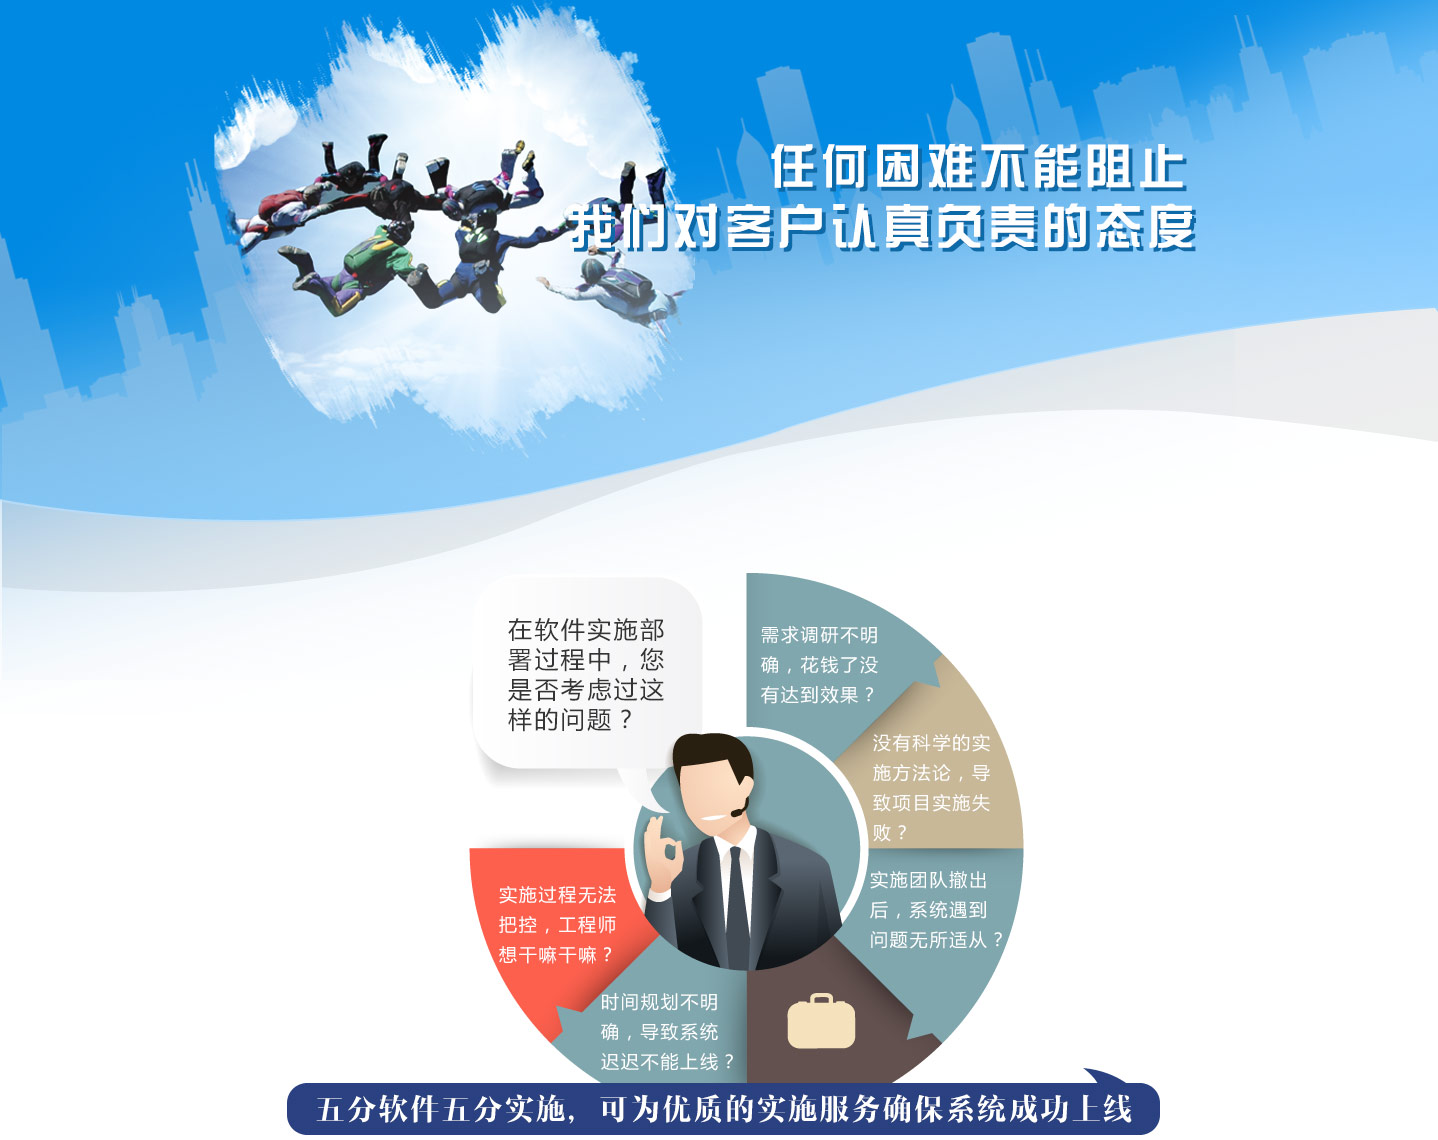 任何困难不能阻止
我们对客户认真负责的态度
在软件实施部
署过程中，您
是否考虑过这
样的问题？
需求调研不明
确，花钱了没
有达到效果？
没有科学的实
施方法论，导
致项目实施失
败？
实施团队撤出
后，系统遇到
问题无所适从？
实施过程无法
把控，工程师
想干嘛干嘛？
时间规划不明
确，导致系统
迟迟不能上线？
五分软件五分实施，可为优质的实施服务确保系统成功上线